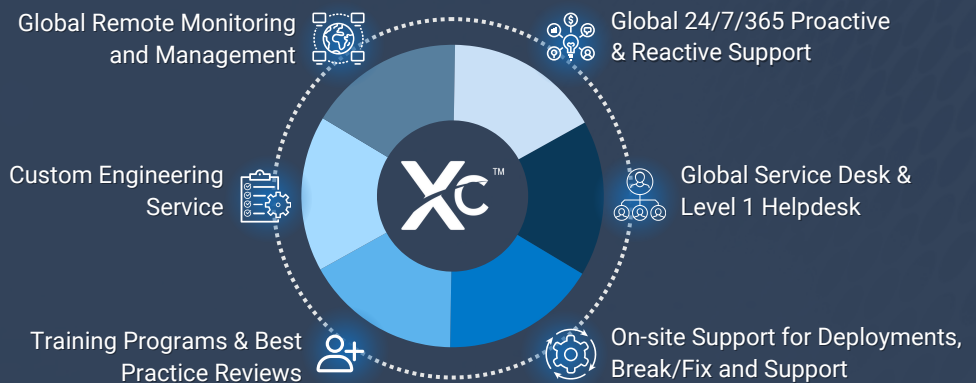 Global Remote Monitoring
and Management
Global 24/7/365 Proactive
& Reactive Support
Custom Engineering
Service
Xc™
Global Service Desk &
Level 1 Helpdesk
Training Programs & Best
Practice Reviews
On-site Support for Deployments,
Break/Fix and Support